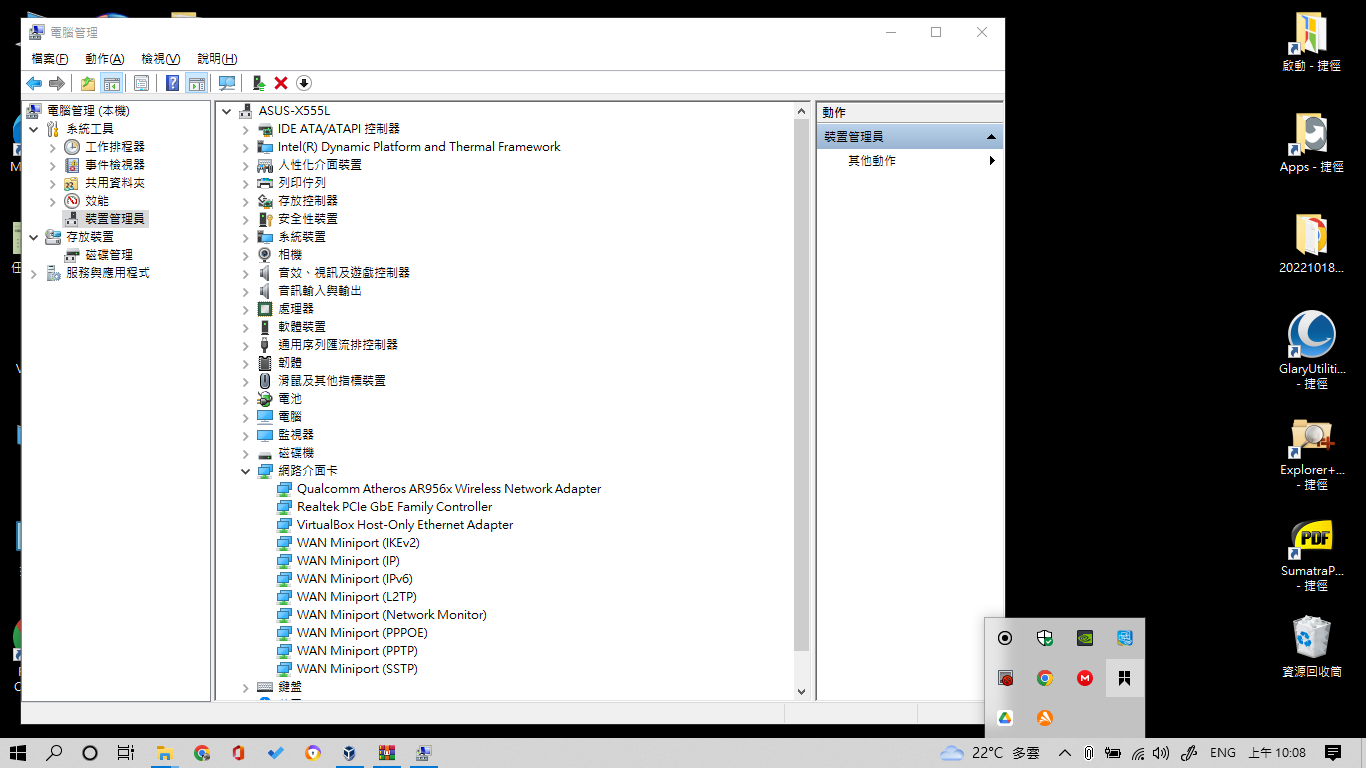 電腦管理
檔案(F) 動作(A) 檢視(V) 說明(H)
電腦管理 (本機)
系統工具
工作排程器
事件檢視器
共用資料夾
效能
裝置管理員
存放裝置
磁碟管理
服務與應用程式
ASUS-X555L
IDE ATA/ATAPI 控制器
Intel(R) Dynamic Platform and Thermal Framework
人性化介面裝置
列印佇列
存放控制器
安全性裝置
系統裝置
相機
音效、視訊及遊戲控制器
音訊輸入與輸出
處理器
軟體裝置
通用序列匯流排控制器
韌體
滑鼠及其他指標裝置
電池
電腦
監視器
磁碟機
網路介面卡
Qualcomm Atheros AR956x Wireless Network Adapter
Realtek PCIe GbE Family Controller
VirtualBox Host-Only Ethernet Adapter
WAN Miniport (IKEv2)
WAN Miniport (IP)
WAN Miniport (IPv6)
WAN Miniport (L2TP)
WAN Miniport (Network Monitor)
WAN Miniport (PPPOE)
WAN Miniport (PPTP)
WAN Miniport (SSTP)
鍵盤
動作
裝置管理員
其他動作
啟動 - 捷徑
Apps - 捷徑
20221018...
GlaryUtiliti...
- 捷徑
Explorer+...
- 捷徑
PDF
SumatraP...
- 捷徑
資源回收筒
22°C 多雲
ENG
上午 10:08